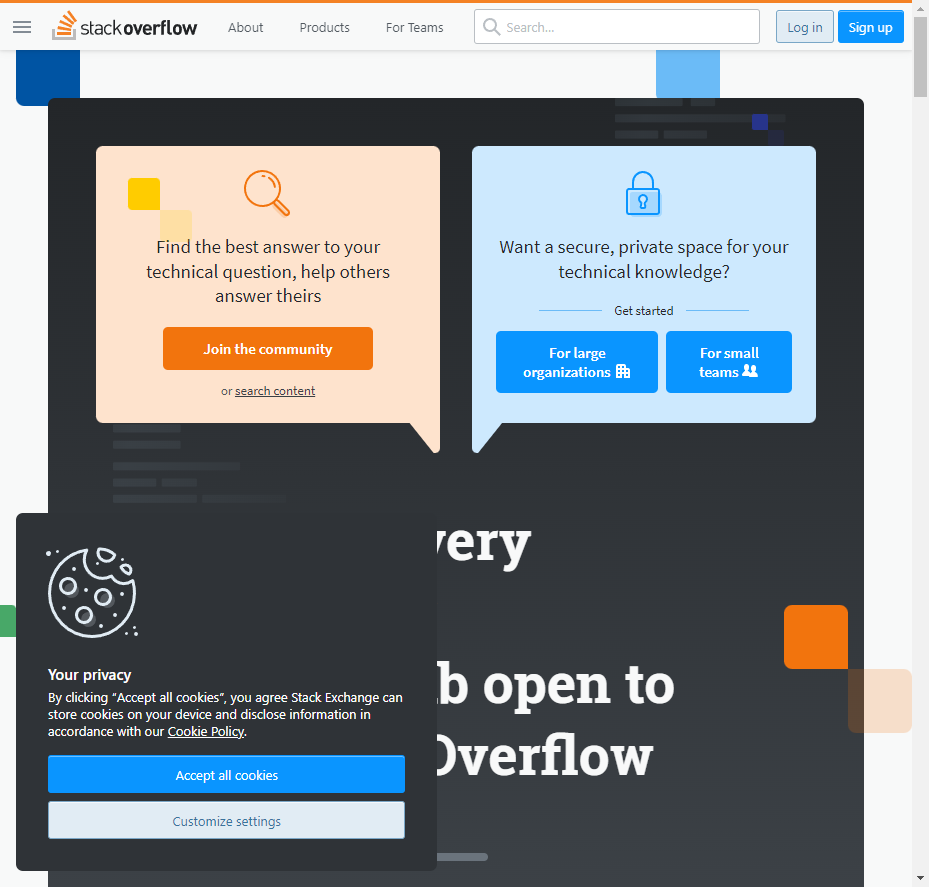 stackoverflow
About
Products
For Teams
Search...
Log in
Sign up
Find the best answer to your
technical question, help others
answer theirs
Join the community
or search content
Want a secure, private space for your
technical knowledge?
Get started
For large
organizations
For small
teams
very
b open to
Overflow
Your privacy
By clicking “Accept all cookies”, you agree Stack Exchange can
store cookies on your device and disclose information in
accordance with our Cookie Policy.
Accept all cookies
Customize settings